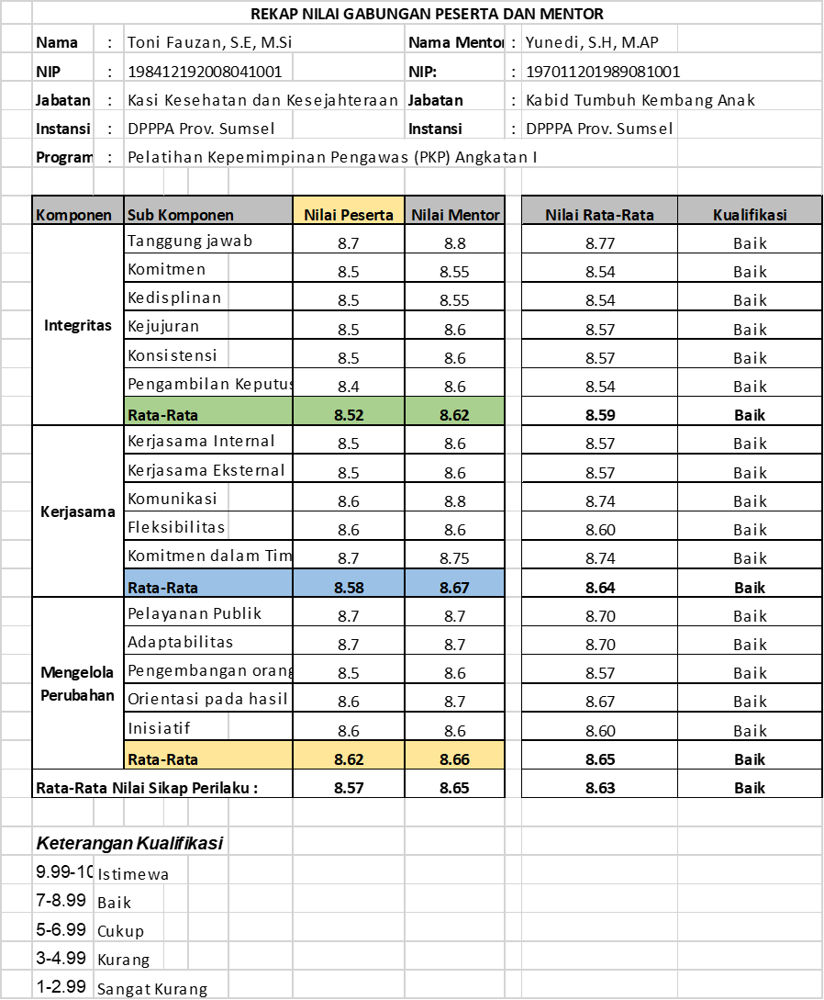 REKAP NILAI GABUNGAN PESERTA DAN MENTOR
Nama : Toni Fauzan, S.E, M.Si Nama Mentor : Yunedi, S.H, M.AP
NIP : 198412192008041001 NIP: : 197011201989081001
Jabatan : Kasi Kesehatan dan Kesejahteraan Jabatan : Kabid Tumbuh Kembang Anak
Instansi : DPPPA Prov. Sumsel Instansi : DPPPA Prov. Sumsel
Program : Pelatihan Kepemimpinan Pengawas (PKP) Angkatan I
Komponen Sub Komponen Nilai Peserta Nilai Mentor Nilai Rata-Rata Kualifikasi
Integritas
Tanggung jawab 8.7 8.8 8.77 Baik
Komitmen 8.5 8.55 8.54 Baik
Kedisplinan 8.5 8.55 8.54 Baik
Kejujuran 8.5 8.6 8.57 Baik
Konsistensi 8.5 8.6 8.57 Baik
Pengambilan Keputus 8.4 8.6 8.54 Baik
Rata-Rata 8.52 8.62 8.59 Baik
Kerjasama
Kerjasama Internal 8.5 8.6 8.57 Baik
Kerjasama Eksternal 8.5 8.6 8.57 Baik
Komunikasi 8.6 8.8 8.74 Baik
Fleksibilitas 8.6 8.6 8.60 Baik
Komitmen dalam Tim 8.7 8.75 8.74 Baik
Rata-Rata 8.58 8.67 8.64 Baik
Mengelola
Perubahan
Pelayanan Publik 8.7 8.7 8.70 Baik
Adaptabilitas 8.7 8.7 8.70 Baik
Pengembangan orang 8.5 8.6 8.57 Baik
Orientasi pada hasil 8.6 8.7 8.67 Baik
Inisiatif 8.6 8.6 8.60 Baik
Rata-Rata 8.62 8.66 8.65 Baik
Rata-Rata Nilai Sikap Perilaku : 8.57 8.65 8.63 Baik
Keterangan Kualifikasi
9.99-10 Istimewa
7-8.99 Baik
5-6.99 Cukup
3-4.99 Kurang
1-2.99 Sangat Kurang